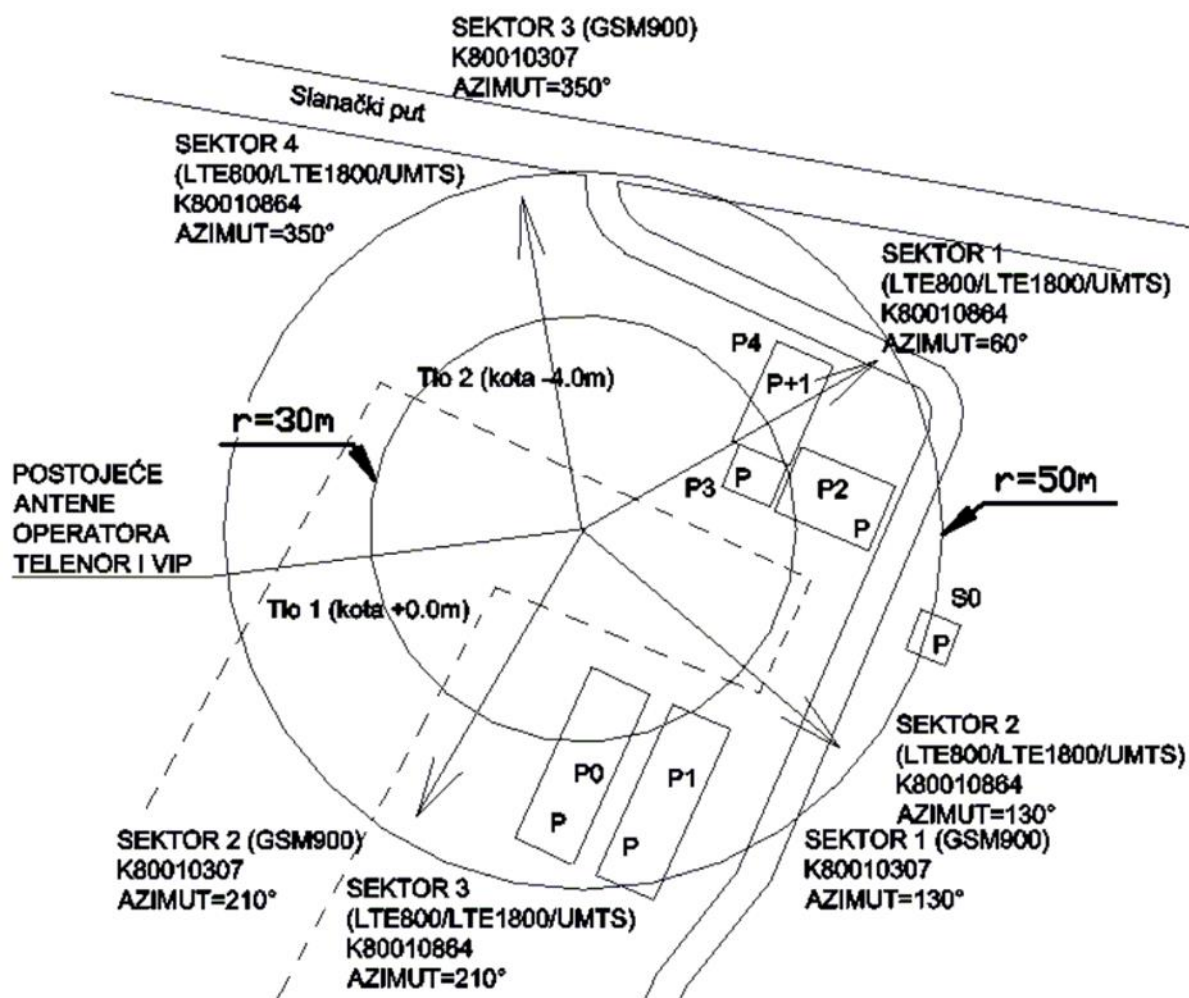 SEKTOR 3 (GSM900)
K80010307
AZIMUT=350°
Slanački put
SEKTOR 4
(LTE800/LTE1800/UMTS)
K80010864
AZIMUT=350°
SEKTOR 1
(LTE800/LTE1800/UMTS)
K80010864
AZIMUT=60°
P4
P+1
Tlo 2 (kota -4.0m)
r=30m
POSTOJEĆE
ANTENE
OPERATORA
TELENOR I VIP
P3
P
P2
P
r=50m
Tlo 1 (kota +0.0m)
S0
P
P0
P
P1
P
SEKTOR 2
(LTE800/LTE1800/UMTS)
K80010864
AZIMUT=130°
SEKTOR 1 (GSM900)
K80010307
AZIMUT=130°
SEKTOR 2 (GSM900)
K80010307
AZIMUT=210°
SEKTOR 3
(LTE800/LTE1800/UMTS)
K80010864
AZIMUT=210°